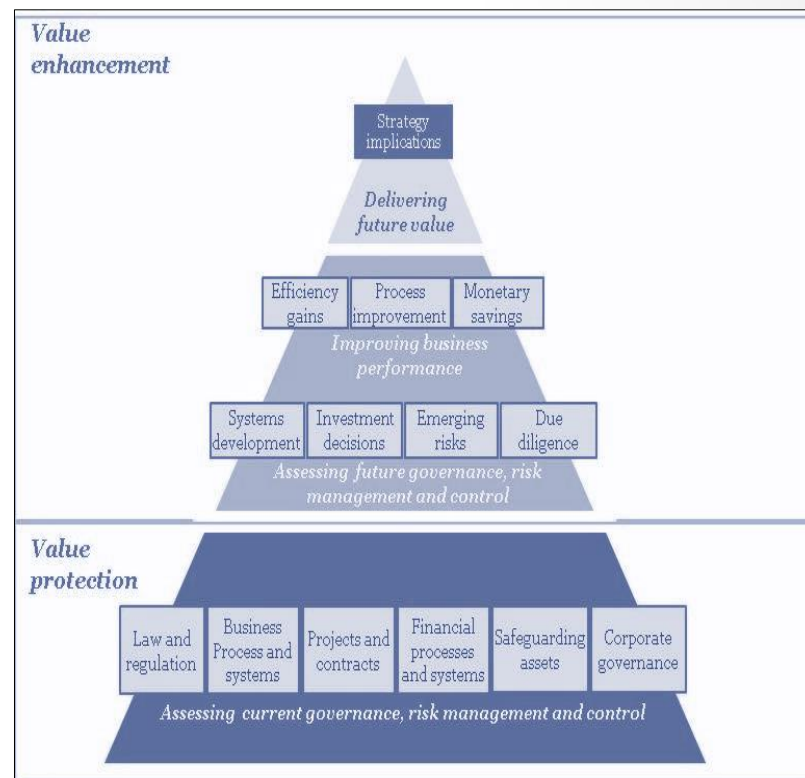 Value
enhancement
Strategy
implications
Delivering
future value
Efficiency
gains
Process
improvement
Monetary
savings
Improving business
performance
Systems
development
Investment
decisions
Emerging
risks
Due
diligence
Assessing future governance, risk
management and control
Value
protection
Law and
regulation
Business
Process and
systems
Projects and
contracts
Financial
processes
and systems
Safeguarding
assets
Corporate
governance
Assessing current governance, risk management and control